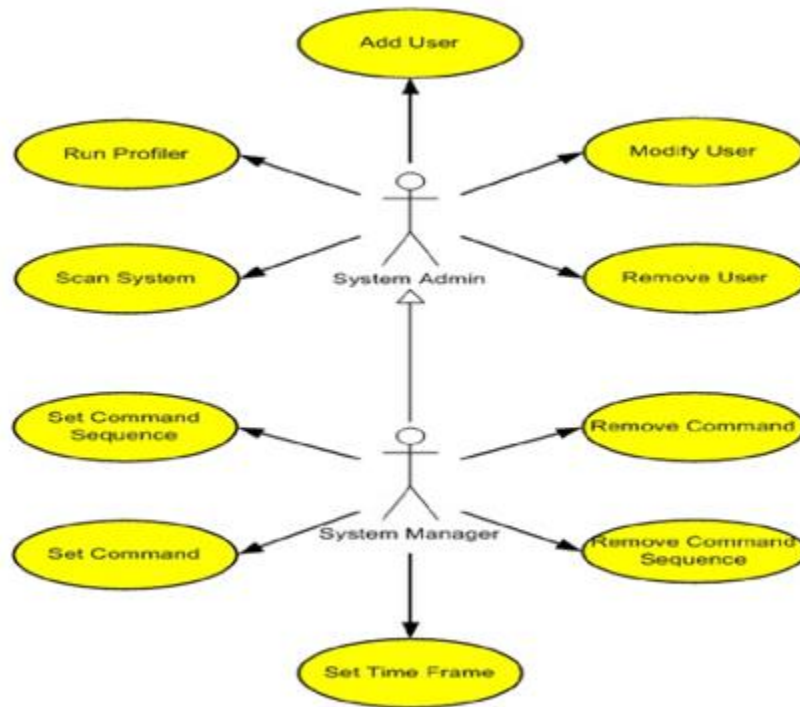 Add User
Run Profiler
Modify User
System Admin
Scan System
Remove User
Set Command
Sequence
Remove Command
System Manager
Set Command
Remove Command
Sequence
Set Time Frame